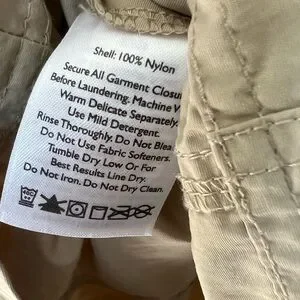 Shell: 100% Nylon
Secure All Garment Closu
Before Laundering. Machine W
Warm Delicate Separately.
Use Mild Detergent.
Rinse Thoroughly. Do Not Blea
Do Not Use Fabric Softeners.
Tumble Dry Low Or For
Best Results Line Dry.
Do Not Iron. Do Not Dry Clean.